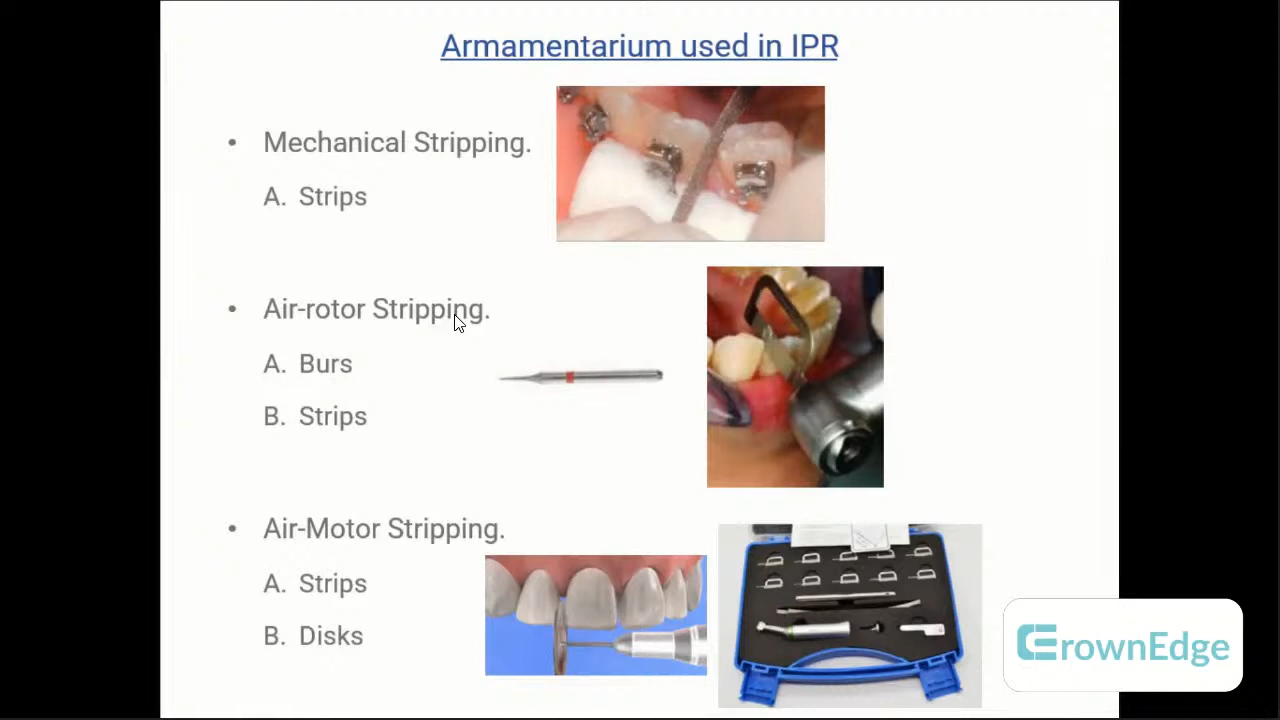 Armamentarium used in IPR
• Mechanical Stripping.
A. Strips
• Air-rotor Stripping.
A. Burs
B. Strips
• Air-Motor Stripping.
A. Strips
B. Disks
CrownEdge